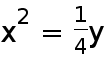 x² = ¼y